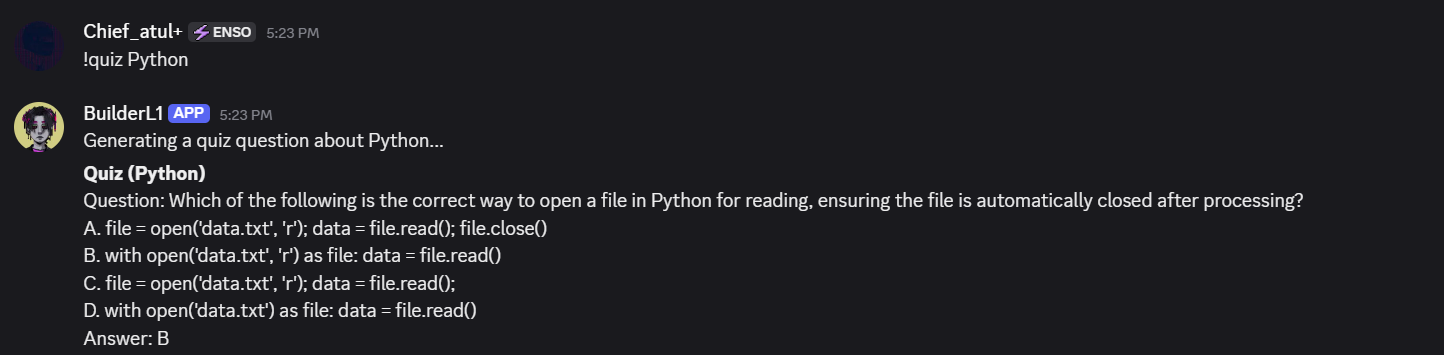 Chief_atul+ ENSO 5:23 PM
!quiz Python
BuilderL1 APP 5:23 PM
Generating a quiz question about Python...
Quiz (Python)
Question: Which of the following is the correct way to open a file in Python for reading, ensuring the file is automatically closed after processing?
A. file = open('data.txt', 'r'); data = file.read(); file.close()
B. with open('data.txt', 'r') as file: data = file.read()
C. file = open('data.txt', 'r'); data = file.read();
D. with open('data.txt') as file: data = file.read()
Answer: B